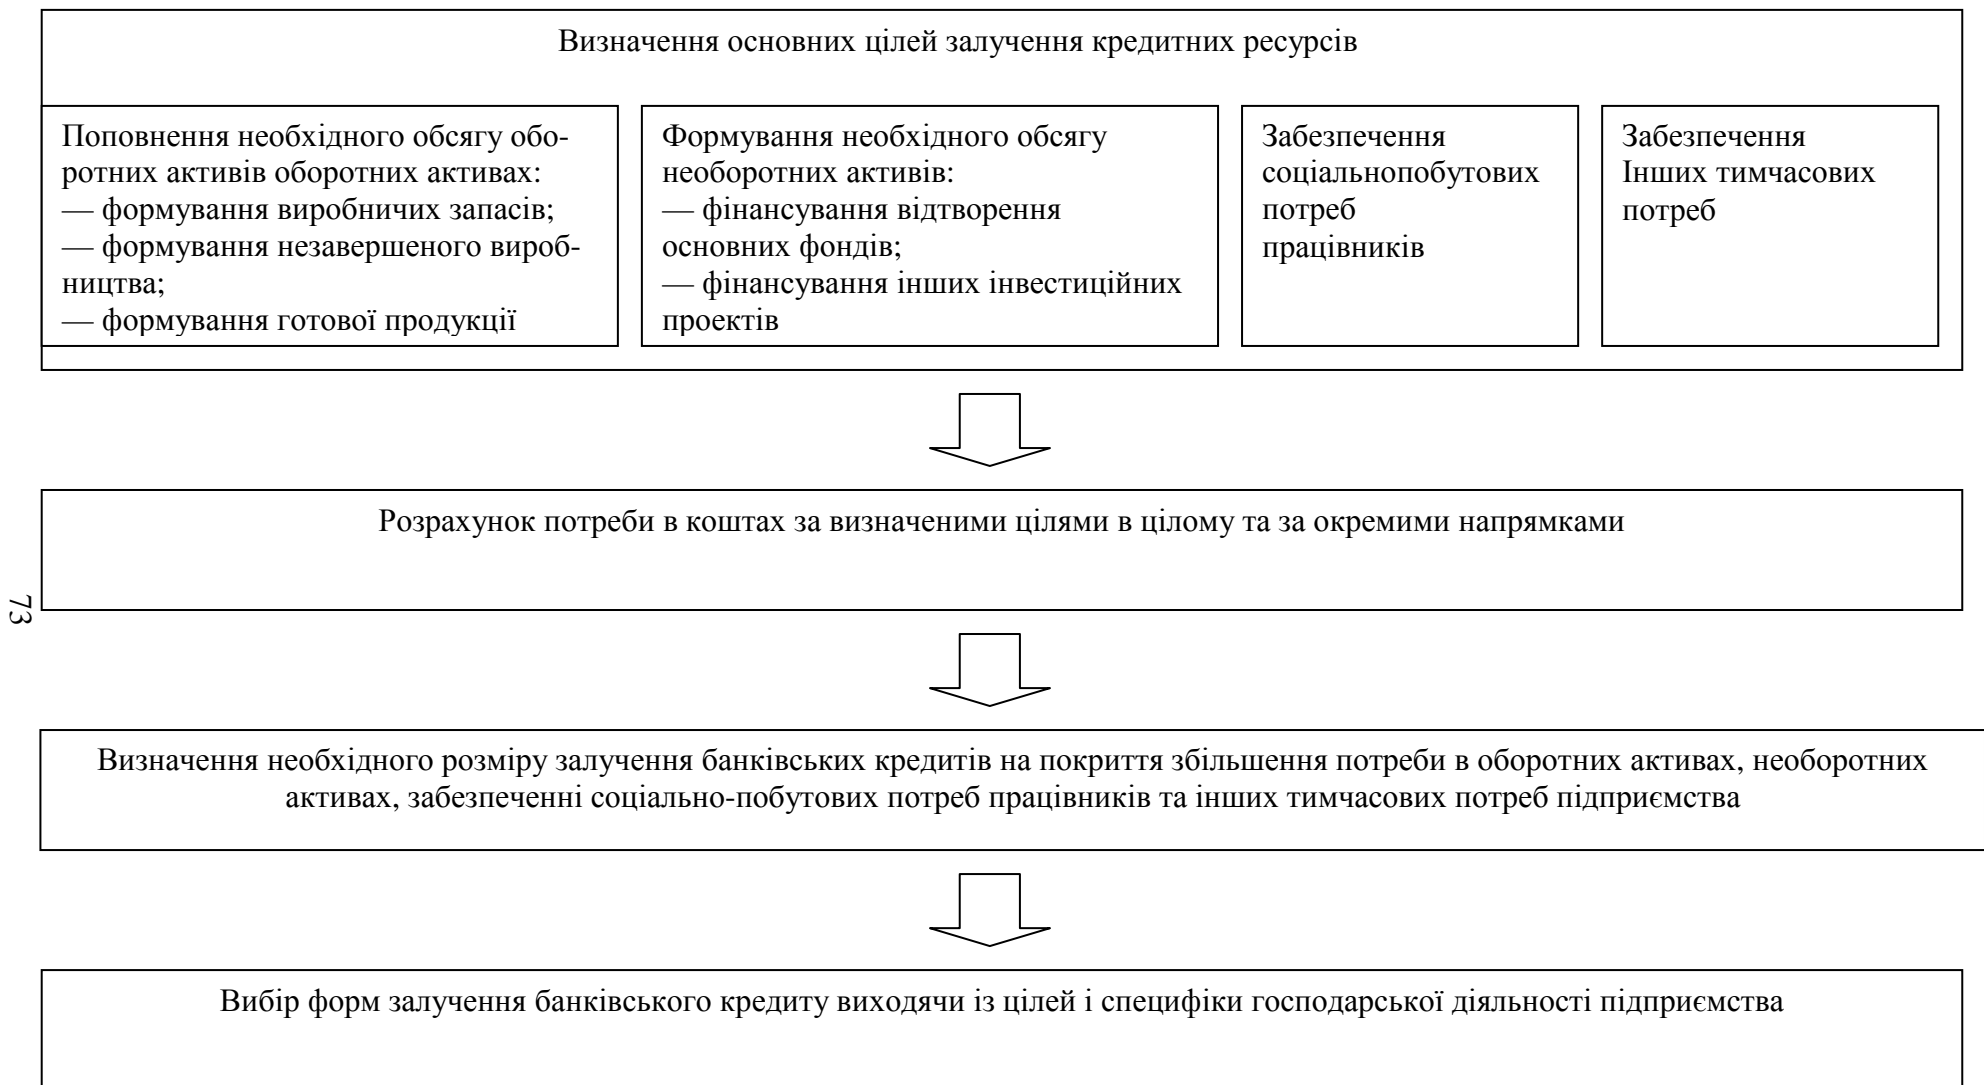 Визначення основних цілей залучення кредитних ресурсів
Поповнення необхідного обсягу обо-
ротних активів оборотних активах:
— формування виробничих запасів;
— формування незавершеного вироб-
ництва;
— формування готової продукції
Формування необхідного обсягу
необоротних активів:
— фінансування відтворення
основних фондів;
— фінансування інших інвестиційних
проектів
Забезпечення
соціальнопобутових
потреб
працівників
Забезпечення
Інших тимчасових
потреб
Розрахунок потреби в коштах за визначеними цілями в цілому та за окремими напрямками
73
Визначення необхідного розміру залучення банківських кредитів на покриття збільшення потреби в оборотних активах, необоротних
активах, забезпеченні соціально-побутових потреб працівників та інших тимчасових потреб підприємства
Вибір форм залучення банківського кредиту виходячи із цілей і специфіки господарської діяльності підприємства